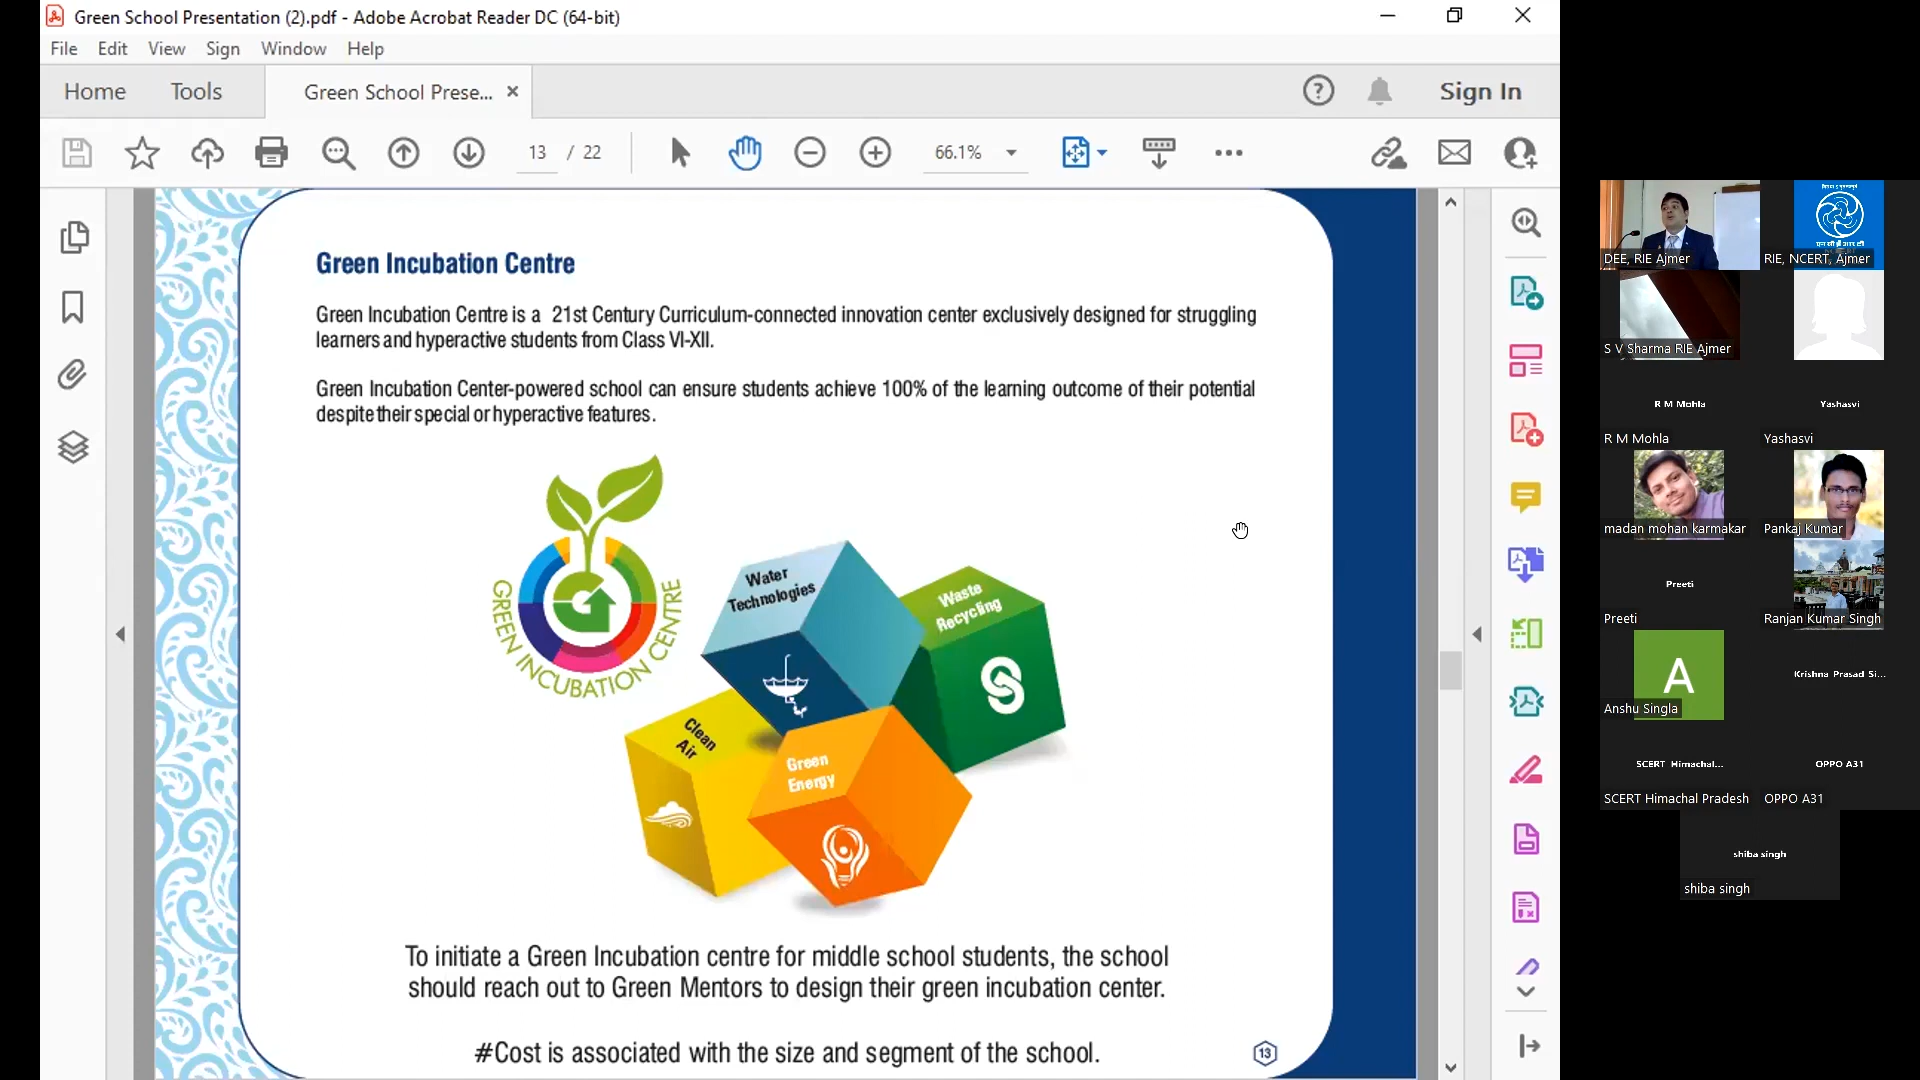 Green School Presentation (2).pdf - Adobe Acrobat Reader DC (64-bit)
File Edit View Sign Window Help
Home Tools Green School Prese... Sign In
13 / 22 66.1%
Green Incubation Centre
Green Incubation Centre is a 21st Century Curriculum-connected innovation center exclusively designed for struggling
learners and hyperactive students from Class VI-XII.
Green Incubation Center-powered school can ensure students achieve 100% of the learning outcome of their potential
despite their special or hyperactive features.
GREEN INCUBATION CENTRE
Water
Technologies
Waste
Recycling
Clean
Air
Green
Energy
To initiate a Green Incubation centre for middle school students, the school
should reach out to Green Mentors to design their green incubation center.
#Cost is associated with the size and segment of the school.
13
DEE, RIE Ajmer
एन सी ई आर टी
RIE, NCERT, Ajmer
S V Sharma RIE Ajmer
R M Mohla
R M Mohla
Yashasvi
Yashasvi
madan mohan karmakar
Pankaj Kumar
Preeti
Preeti
Ranjan Kumar Singh
A
Anshu Singla
Krishna Prasad Si...
SCERT Himachal...
SCERT Himachal Pradesh
OPPO A31
OPPO A31
shiba singh
shiba singh